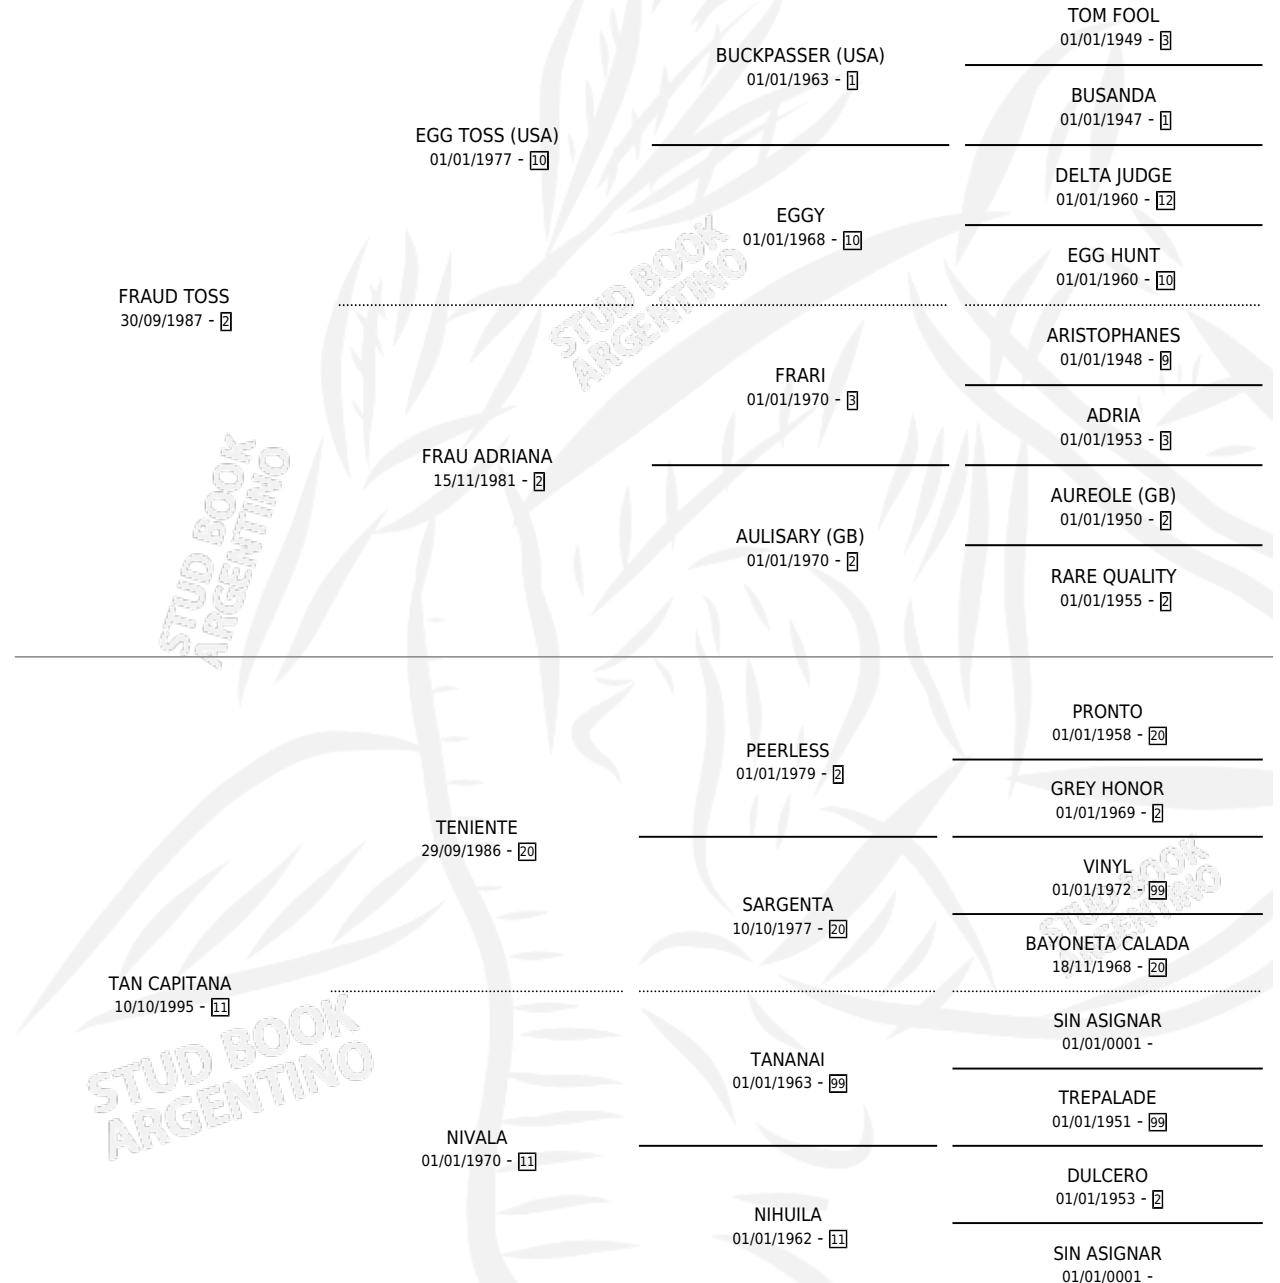 TOM FOOL
01/01/1949 - 3
BUCKPASSER (USA)
01/01/1963 - 1
BUSANDA
01/01/1947 - 1
EGG TOSS (USA)
01/01/1977 - 10
DELTA JUDGE
01/01/1960 - 12
EGGY
01/01/1968 - 10
EGG HUNT
01/01/1960 - 10
FRAUD TOSS
30/09/1987 - 2
STUD BOOK
ARGENTINO
ARISTOPHANES
01/01/1948 - 9
FRARI
01/01/1970 - 3
ADRIA
01/01/1953 - 3
FRAU ADRIANA
15/11/1981 - 2
AUREOLE (GB)
01/01/1950 - 2
AULISARY (GB)
01/01/1970 - 2
RARE QUALITY
01/01/1955 - 2
STUD BOOK
ARGENTINO
PRONTO
01/01/1958 - 20
PEERLESS
01/01/1979 - 2
GREY HONOR
01/01/1969 - 2
TENIENTE
29/09/1986 - 20
VINYL
01/01/1972 - 99
SARGENTA
10/10/1977 - 20
STUD BOOK
ARGENTINO
BAYONETA CALADA
18/11/1968 - 20
TAN CAPITANA
10/10/1995 - 11
SIN ASIGNAR
01/01/0001 -
STUD BOOK
ARGENTINO
TANANAI
01/01/1963 - 99
TREPALADE
01/01/1951 - 99
NIVALA
01/01/1970 - 11
DULCERO
01/01/1953 - 2
NIHUILA
01/01/1962 - 11
SIN ASIGNAR
01/01/0001 -